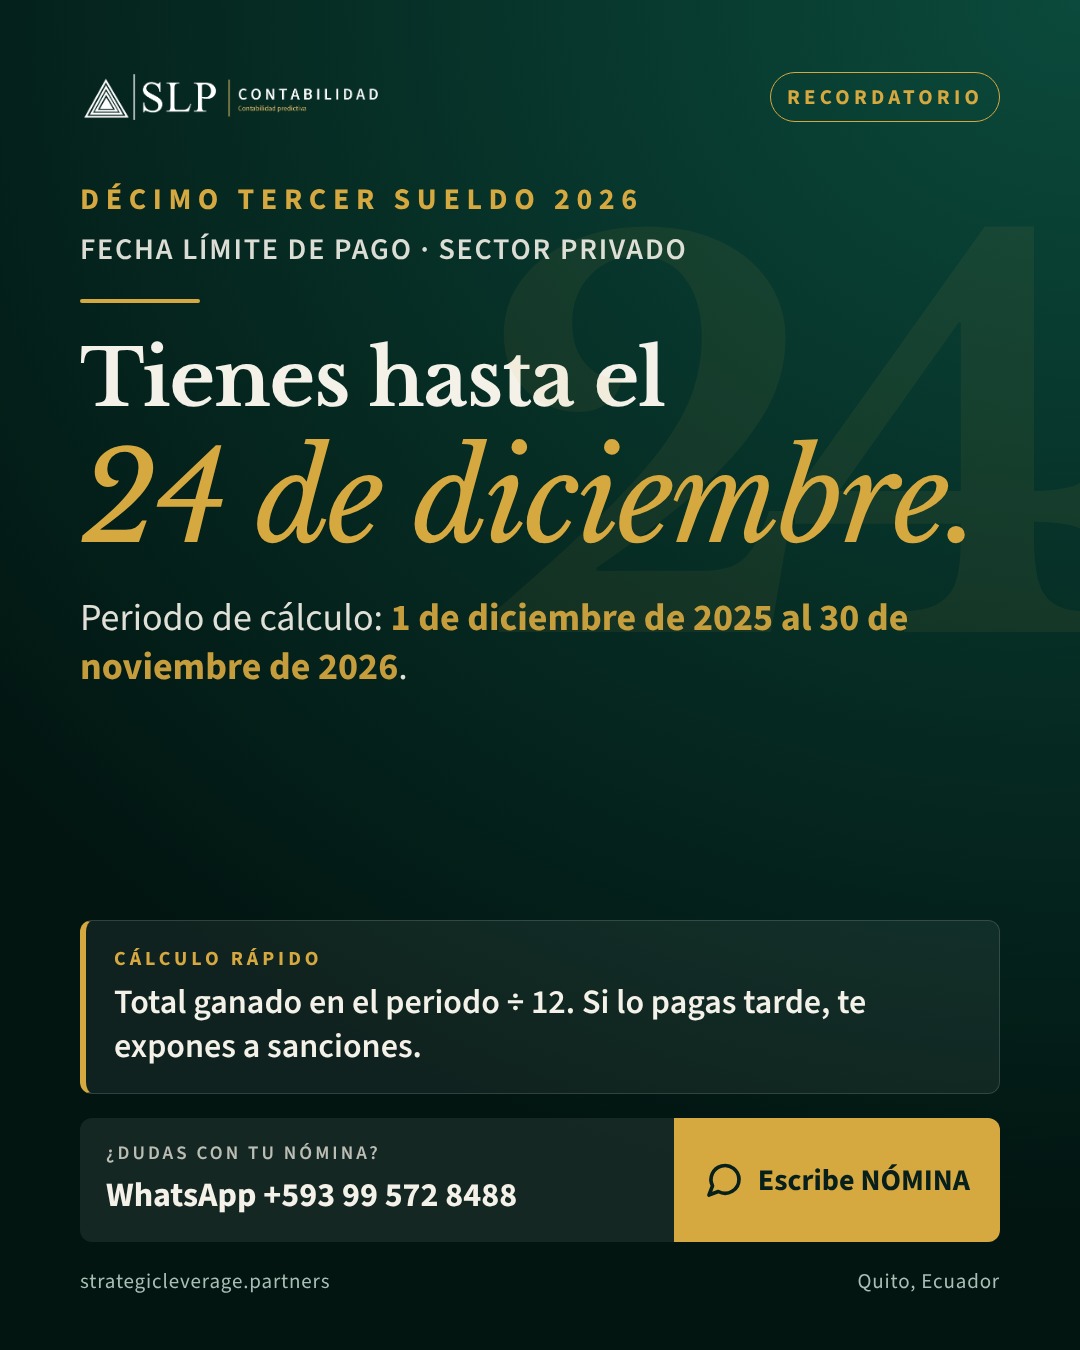 SLP CONTABILIDAD
Contabilidad predictiva
RECORDATORIO
DÉCIMO TERCER SUELDO 2026
FECHA LÍMITE DE PAGO · SECTOR PRIVADO
24
Tienes hasta el
24 de diciembre.
Periodo de cálculo: 1 de diciembre de 2025 al 30 de
noviembre de 2026.
CÁLCULO RÁPIDO
Total ganado en el periodo ÷ 12. Si lo pagas tarde, te
expones a sanciones.
¿DUDAS CON TU NÓMINA?
WhatsApp +593 99 572 8488
Escribe NÓMINA
strategicleverage.partners
Quito, Ecuador